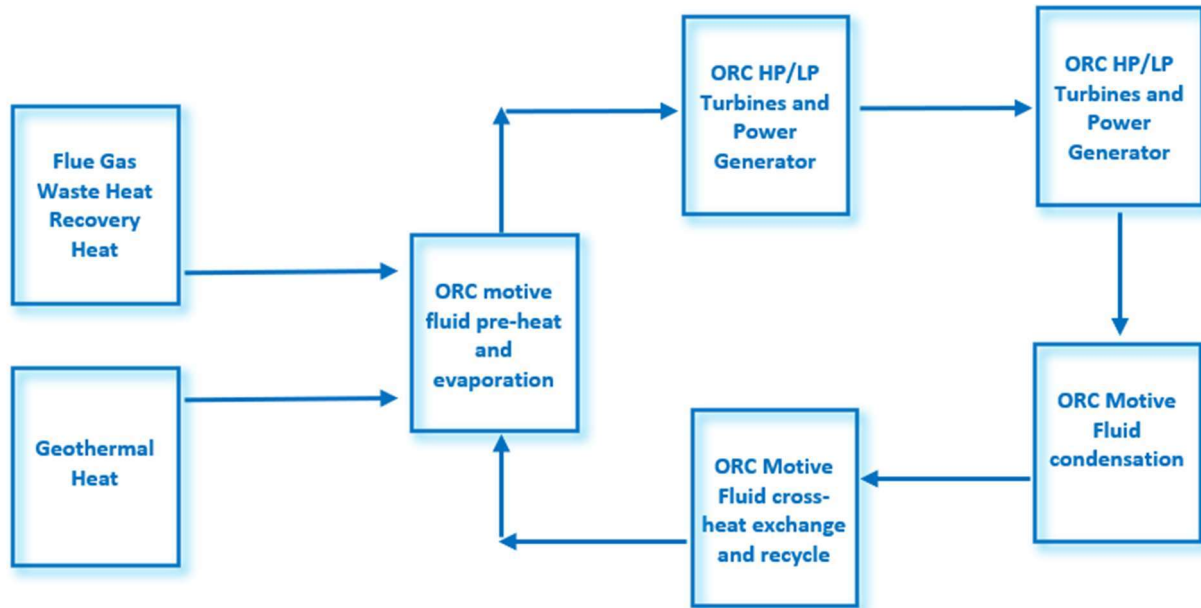 Flue Gas
Waste Heat
Recovery
Heat
Geothermal
Heat
ORC motive
fluid pre-heat
and
evaporation
ORC HP/LP
Turbines and
Power
Generator
ORC HP/LP
Turbines and
Power
Generator
ORC Motive
Fluid
condensation
ORC Motive
Fluid cross-
heat exchange
and recycle